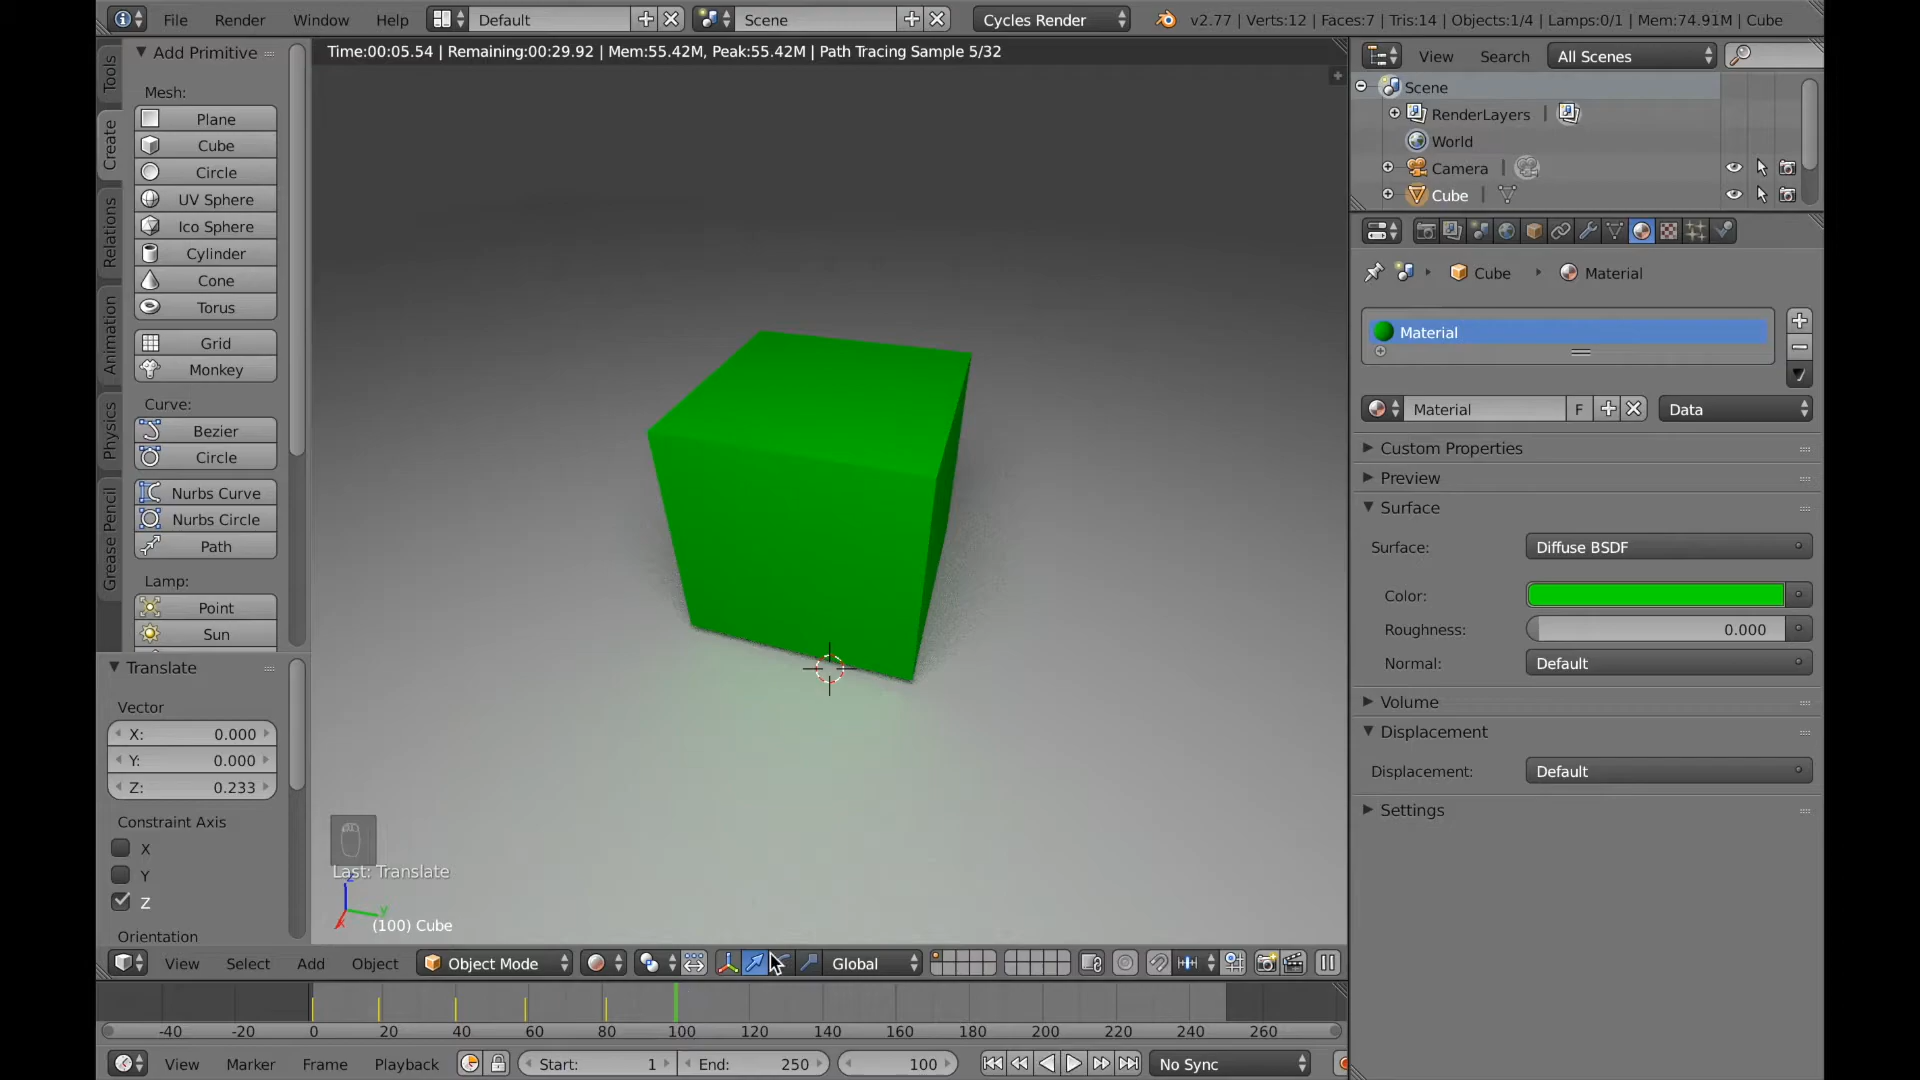 File Render Window Help Default Scene Cycles Render v2.77 | Verts:12 | Faces:7 | Tris:14 | Objects:1/4 | Lamps:0/1 | Mem:74.91M | Cube
Time:00:05.54 | Remaining:00:29.92 | Mem:55.42M, Peak:55.42M | Path Tracing Sample 5/32
Tools
Create
Relations
Animation
Physics
Grease Pencil
Add Primitive
Mesh:
Plane
Cube
Circle
UV Sphere
Ico Sphere
Cylinder
Cone
Torus
Grid
Monkey
Curve:
Bezier
Circle
Nurbs Curve
Nurbs Circle
Path
Lamp:
Point
Sun
Translate
Vector
X: 0.000
Y: 0.000
Z: 0.233
Constraint Axis
X
Y
Z
Orientation
Last: Translate
z
y
x
(100) Cube
View Select Add Object Object Mode Global
-40 -20 0 20 40 60 80 100 120 140 160 180 200 220 240 260
View Marker Frame Playback Start: 1 End: 250 100 No Sync
View Search All Scenes
Scene
RenderLayers |
World
Camera |
Cube |
Cube Material
Material
Material F Data
Custom Properties
Preview
Surface
Surface: Diffuse BSDF
Color:
Roughness: 0.000
Normal: Default
Volume
Displacement
Displacement: Default
Settings